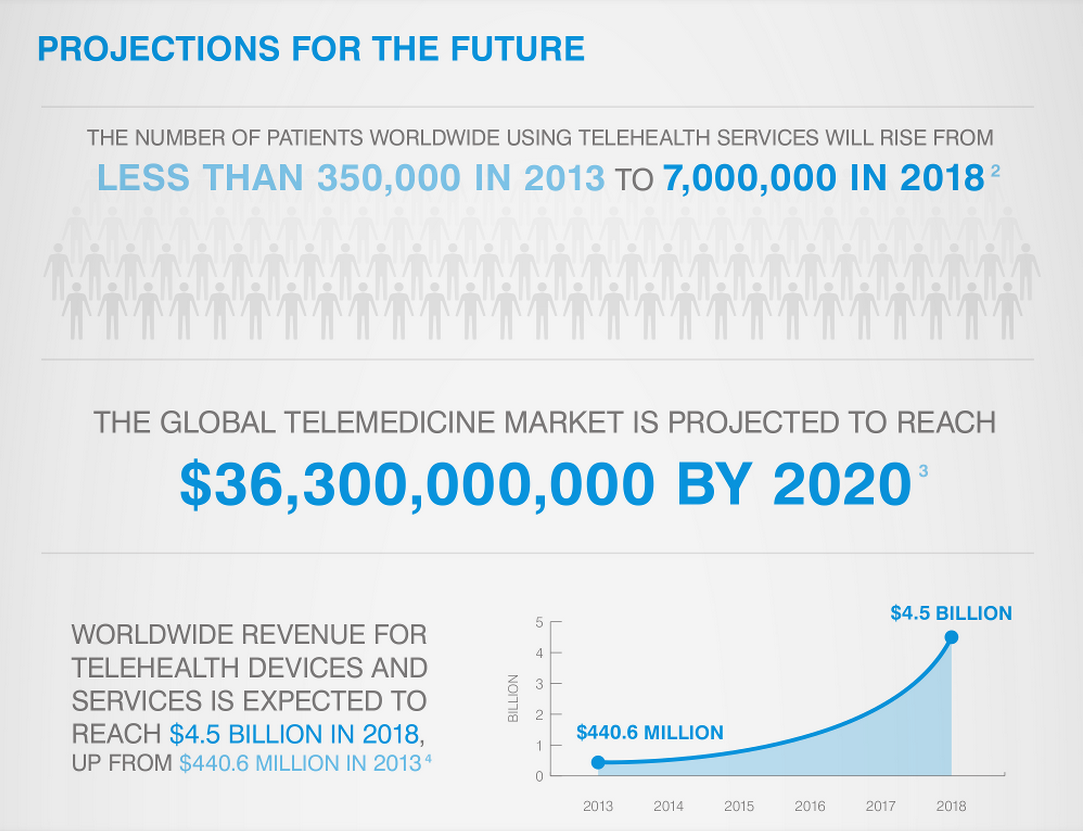 PROJECTIONS FOR THE FUTURE
THE NUMBER OF PATIENTS WORLDWIDE USING TELEHEALTH SERVICES WILL RISE FROM
LESS THAN 350,000 IN 2013 TO 7,000,000 IN 2018 2
THE GLOBAL TELEMEDICINE MARKET IS PROJECTED TO REACH
$36,300,000,000 BY 2020 3
WORLDWIDE REVENUE FOR
TELEHEALTH DEVICES AND
SERVICES IS EXPECTED TO
REACH $4.5 BILLION IN 2018,
UP FROM $440.6 MILLION IN 2013 4
$4.5 BILLION
$440.6 MILLION
BILLION
5
4
3
2
1
0
2013 2014 2015 2016 2017 2018